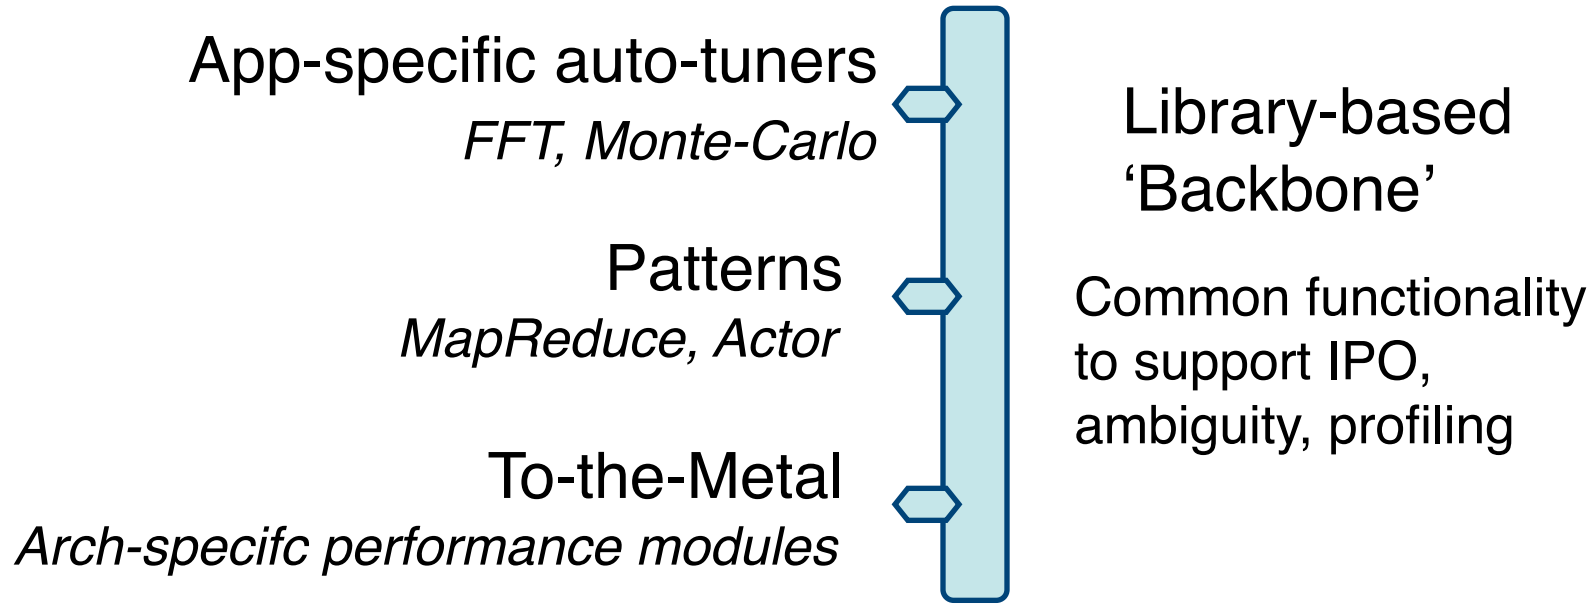 App-specific auto-tuners
FFT, Monte-Carlo
Patterns
MapReduce, Actor
To-the-Metal
Arch-specifc performance modules
Library-based
‘Backbone’
Common functionality
to support IPO,
ambiguity, profiling